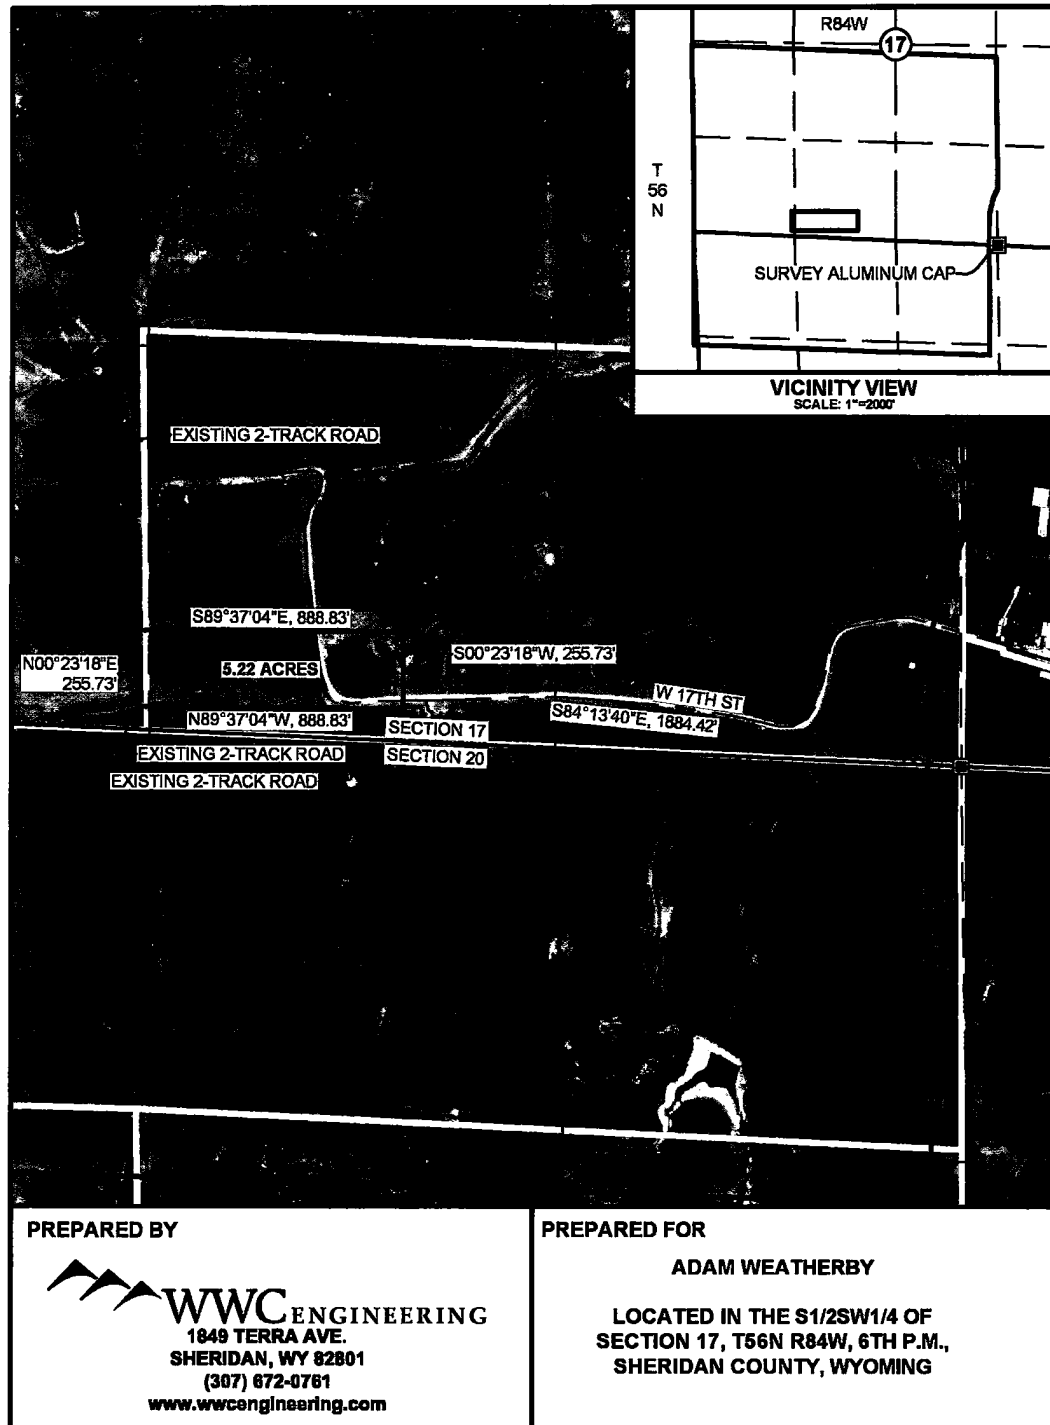 R84W
17
T
56
N
SURVEY ALUMINUM CAP
VICINITY VIEW
SCALE: 1"=2000'
EXISTING 2-TRACK ROAD
S89°37'04"E, 888.83'
N00°23'18"E
255.73'
5.22 ACRES
S00°23'18"W, 255.73'
W 17TH ST
N89°37'04"W, 888.83'
S84°13'40"E, 1884.42'
SECTION 17
SECTION 20
EXISTING 2-TRACK ROAD
EXISTING 2-TRACK ROAD
PREPARED BY
WWC ENGINEERING
1849 TERRA AVE.
SHERIDAN, WY 82801
(307) 672-0761
www.wwcengineering.com
PREPARED FOR
ADAM WEATHERBY
LOCATED IN THE S1/2SW1/4 OF
SECTION 17, T56N R84W, 6TH P.M.,
SHERIDAN COUNTY, WYOMING